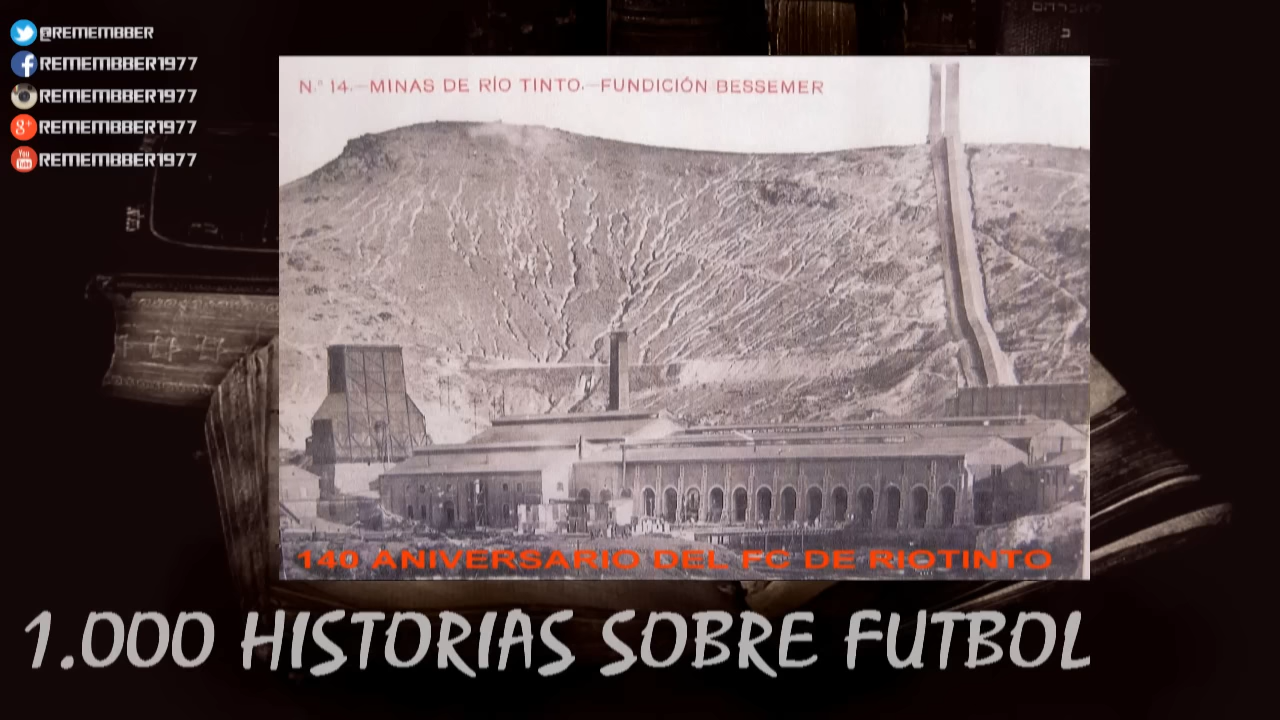 @REMEMBBER
REMEMBBER1977
REMEMBBER1977
REMEMBBER1977
REMEMBBER1977
N.º 14.-MINAS DE RÍO TINTO.-FUNDICIÓN BESSEMER
140 ANIVERSARIO DEL FC DE RIOTINTO
1.000 HISTORIAS SOBRE FUTBOL